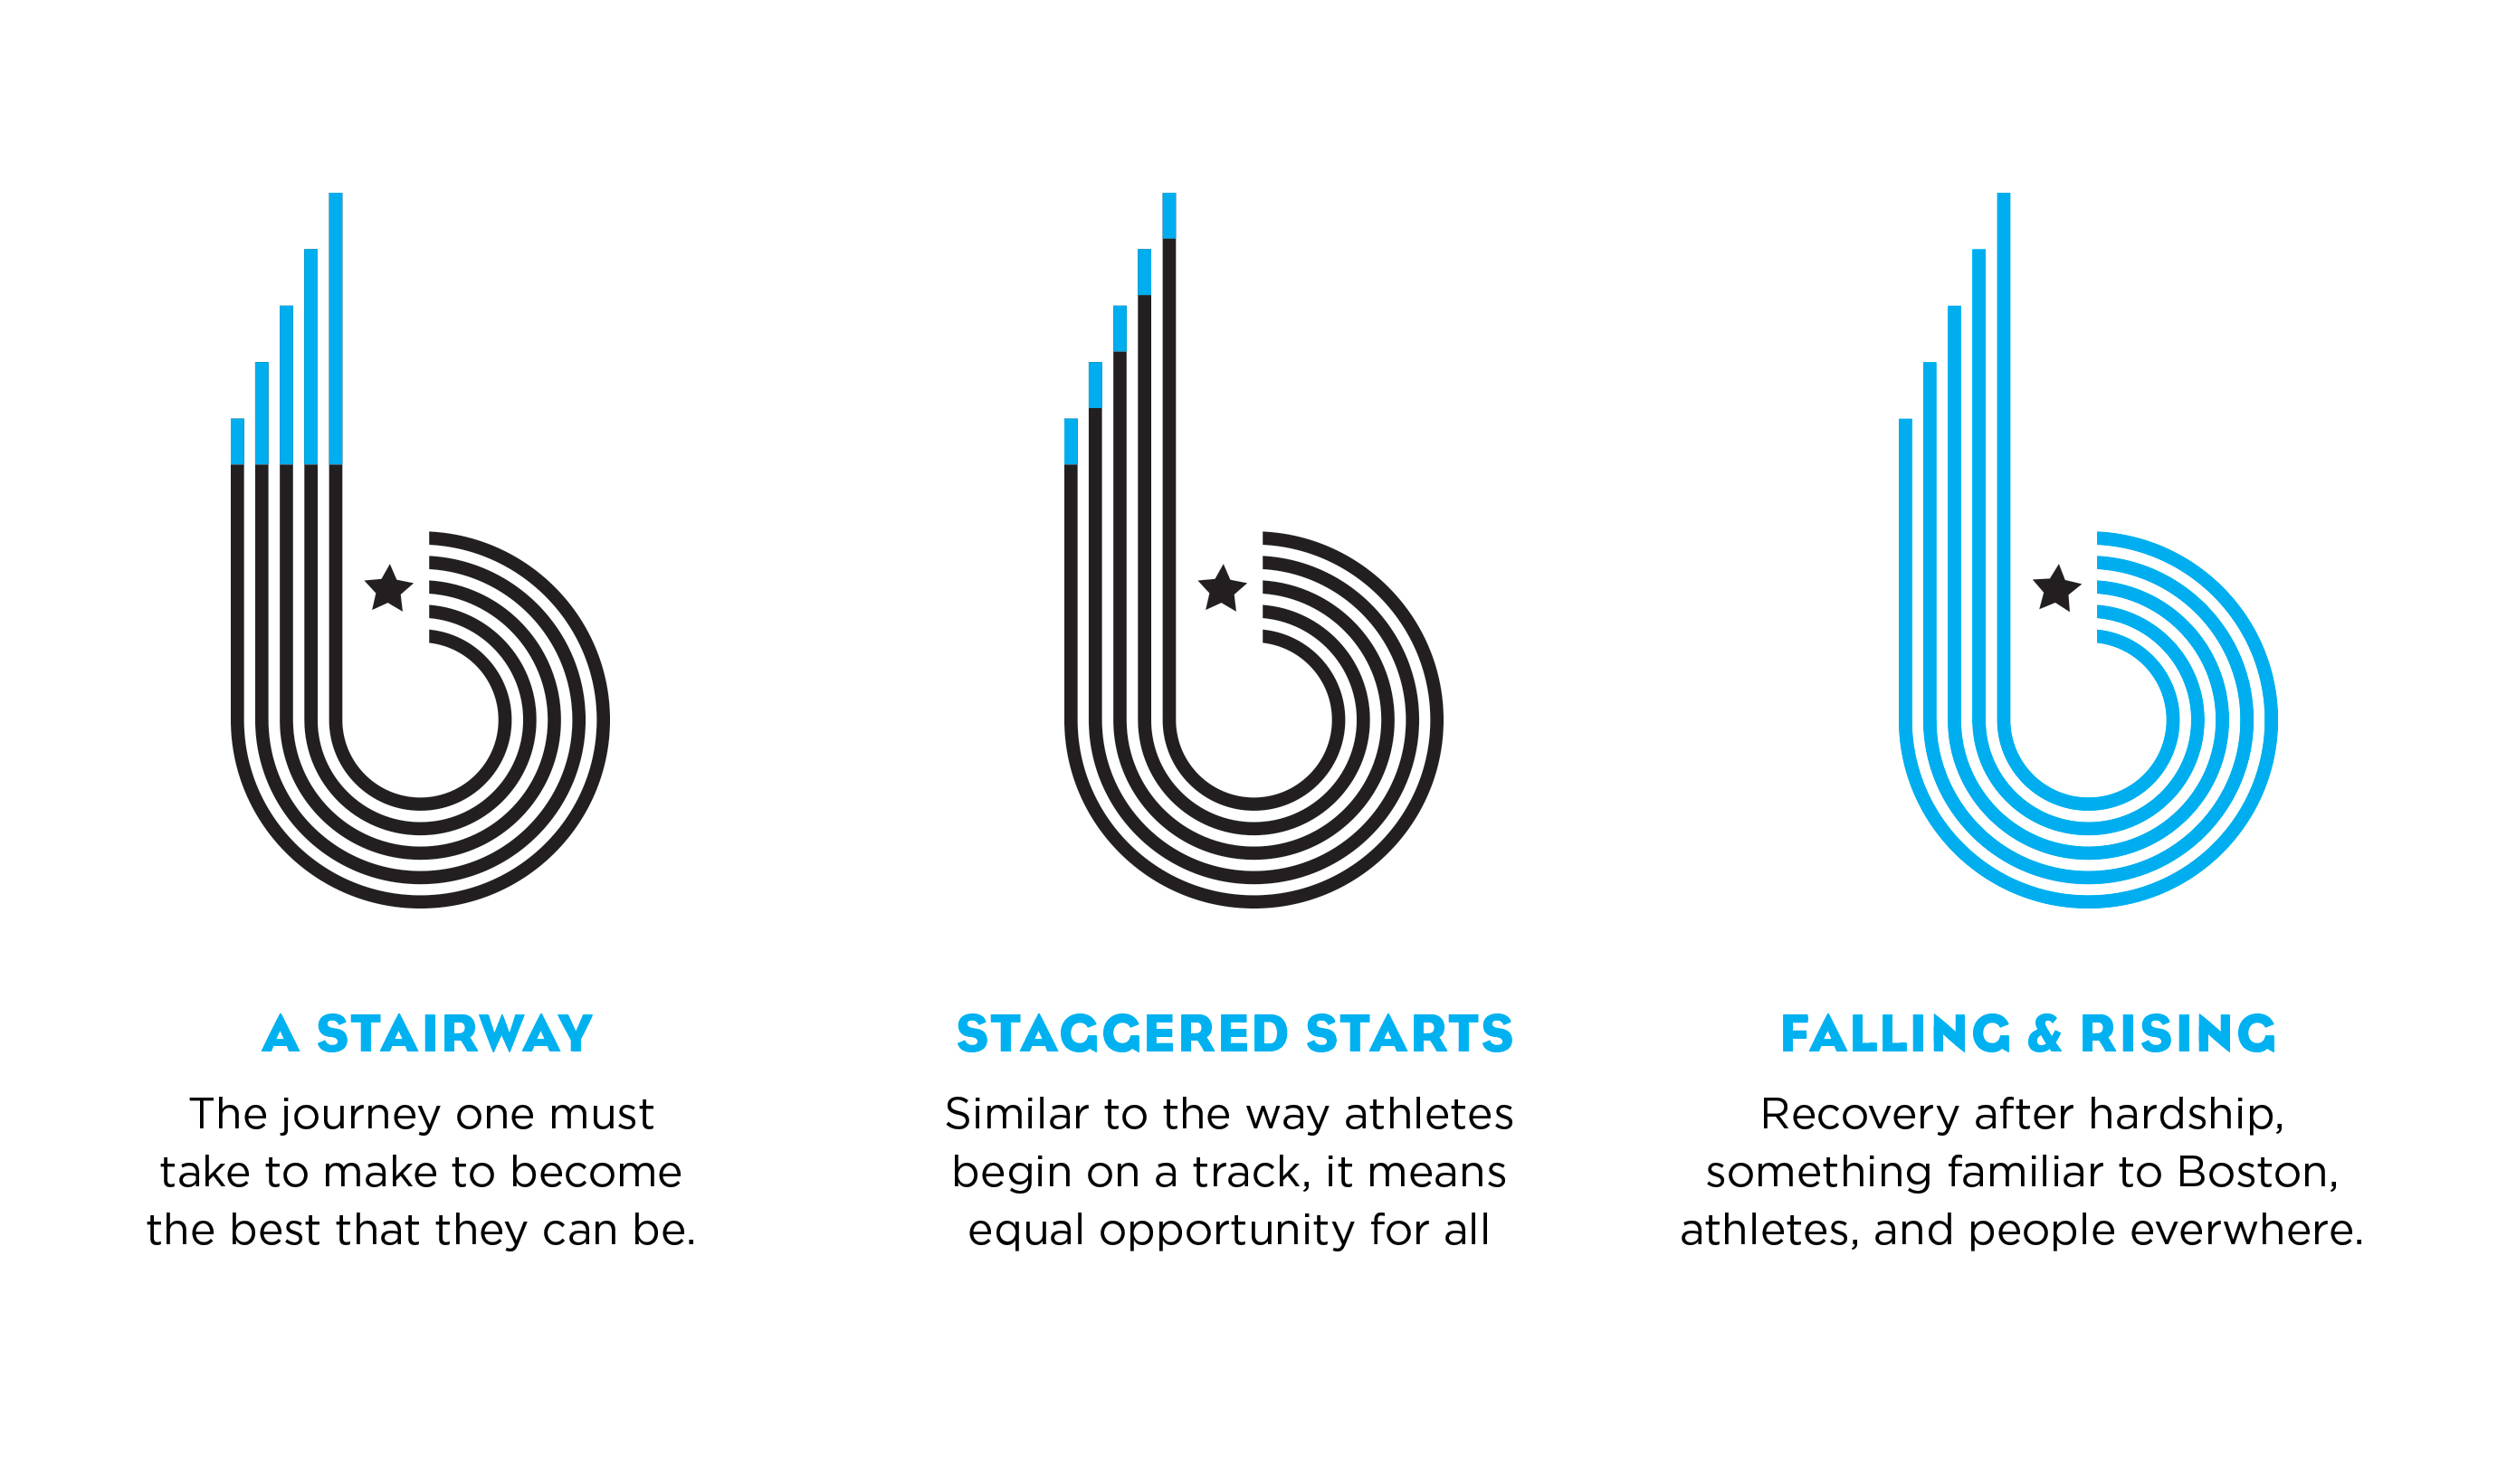 A STAIRWAY
The journey one must
take to make to become
the best that they can be.
STAGGERED STARTS
Similar to the way athletes
begin on a track, it means
equal opportunity for all
FALLING & RISING
Recovery after hardship,
something familiar to Boston,
athletes, and people everwhere.